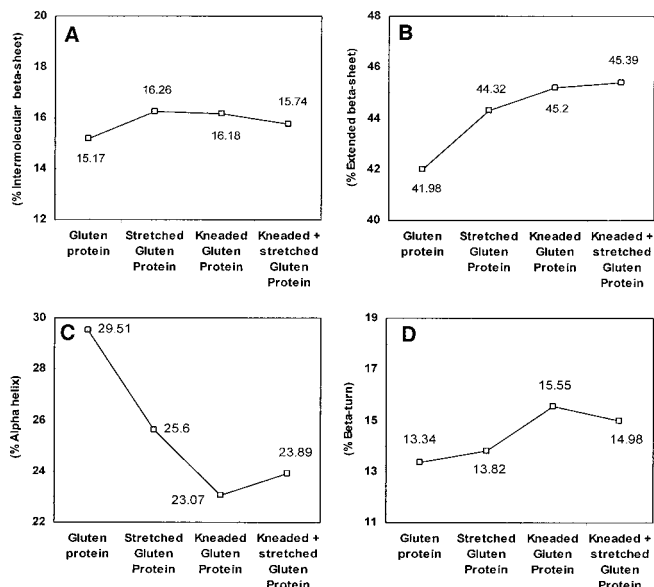 A
(% Intermolecular beta-sheet)
20
18
16
14
12
15.17
16.26
16.18
15.74
Gluten protein
Stretched Gluten Protein
Kneaded Gluten Protein
Kneaded + stretched Gluten Protein
B
(% Extended beta-sheet)
48
46
44
42
40
41.98
44.32
45.2
45.39
Gluten protein
Stretched Gluten Protein
Kneaded Gluten Protein
Kneaded + stretched Gluten Protein
C
(% Alpha helix)
30
28
26
24
22
29.51
25.6
23.07
23.89
Gluten protein
Stretched Gluten Protein
Kneaded Gluten Protein
Kneaded + stretched Gluten Protein
D
(% Beta-turn)
19
17
15
13
11
13.34
13.82
15.55
14.98
Gluten protein
Stretched Gluten Protein
Kneaded Gluten Protein
Kneaded + stretched Gluten Protein